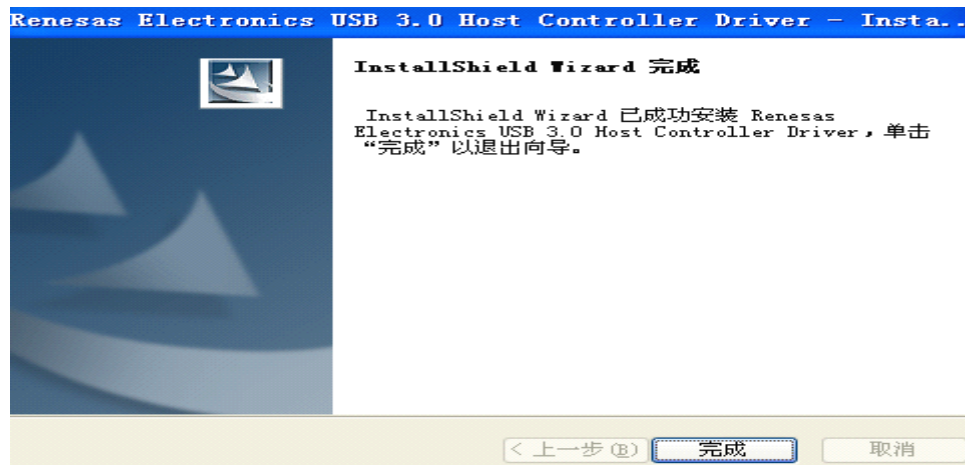 Renesas Electronics USB 3.0 Host Controller Driver - Insta..
InstallShield Wizard 完成
InstallShield Wizard 已成功安装 Renesas
Electronics USB 3.0 Host Controller Driver，单击
“完成”以退出向导。
< 上一步(B) 完成 取消